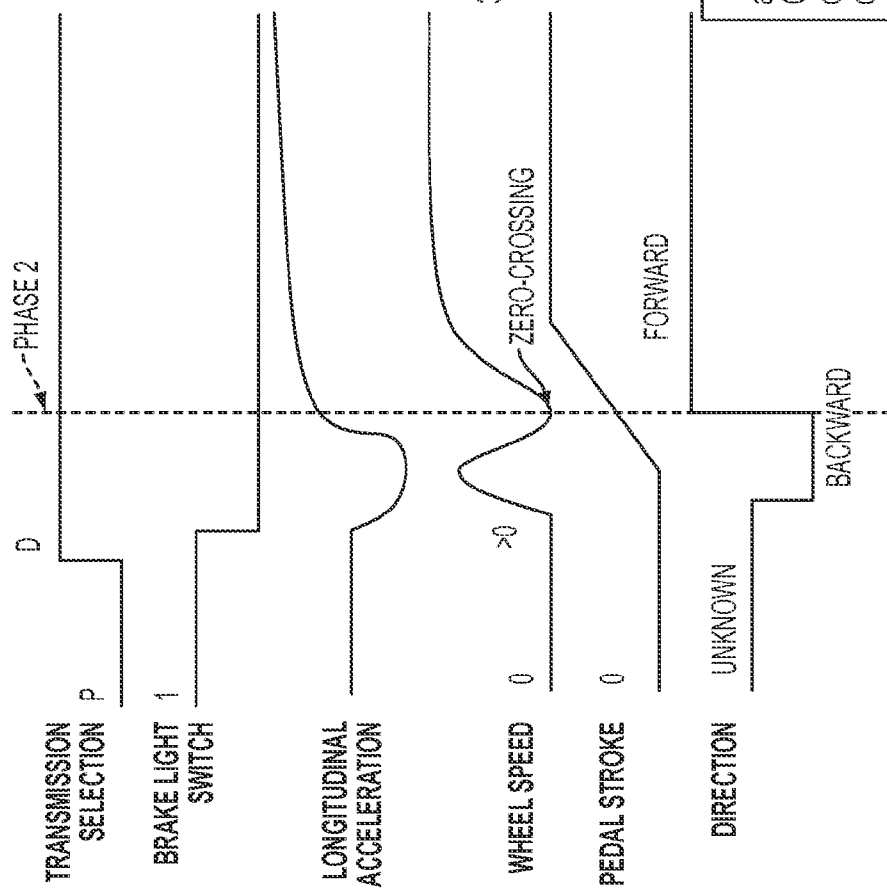 PHASE 2
TRANSMISSION
SELECTION P
D
BRAKE LIGHT 1
SWITCH
LONGITUDINAL
ACCELERATION
WHEEL SPEED 0
>0
ZERO-CROSSING
PEDAL STROKE 0
DIRECTION
UNKNOWN
BACKWARD
FORWARD